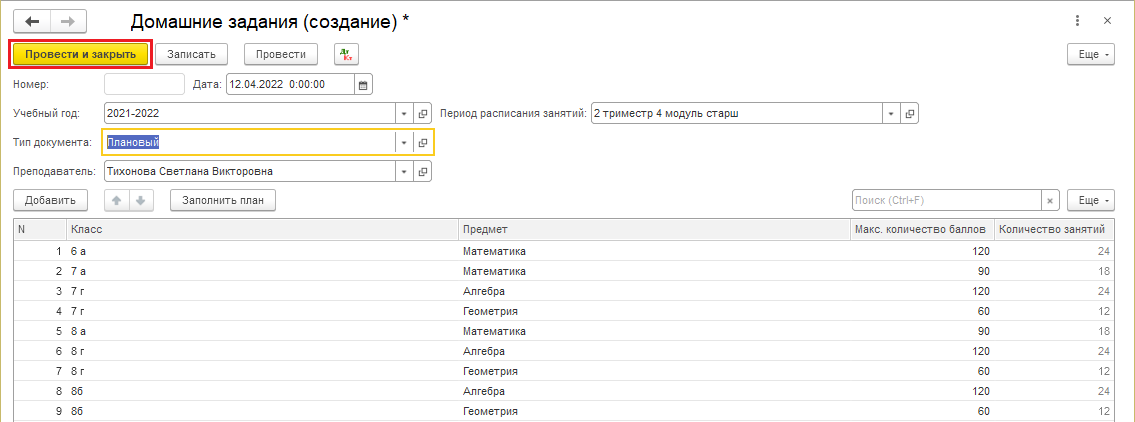 Домашние задания (создание) *
Провести и закрыть Записать Провести Дт Кт Еще
Номер: Дата: 12.04.2022 0:00:00
Учебный год: 2021-2022 Период расписания занятий: 2 триместр 4 модуль старш
Тип документа: Плановый
Преподаватель: Тихонова Светлана Викторовна
Добавить Заполнить план Поиск (Ctrl+F) × Еще
N Класс Предмет Макс. количество баллов Количество занятий
1 6 а Математика 120 24
2 7 а Математика 90 18
3 7 г Алгебра 120 24
4 7 г Геометрия 60 12
5 8 а Математика 90 18
6 8 г Алгебра 120 24
7 8 г Геометрия 60 12
8 8б Алгебра 120 24
9 8б Геометрия 60 12